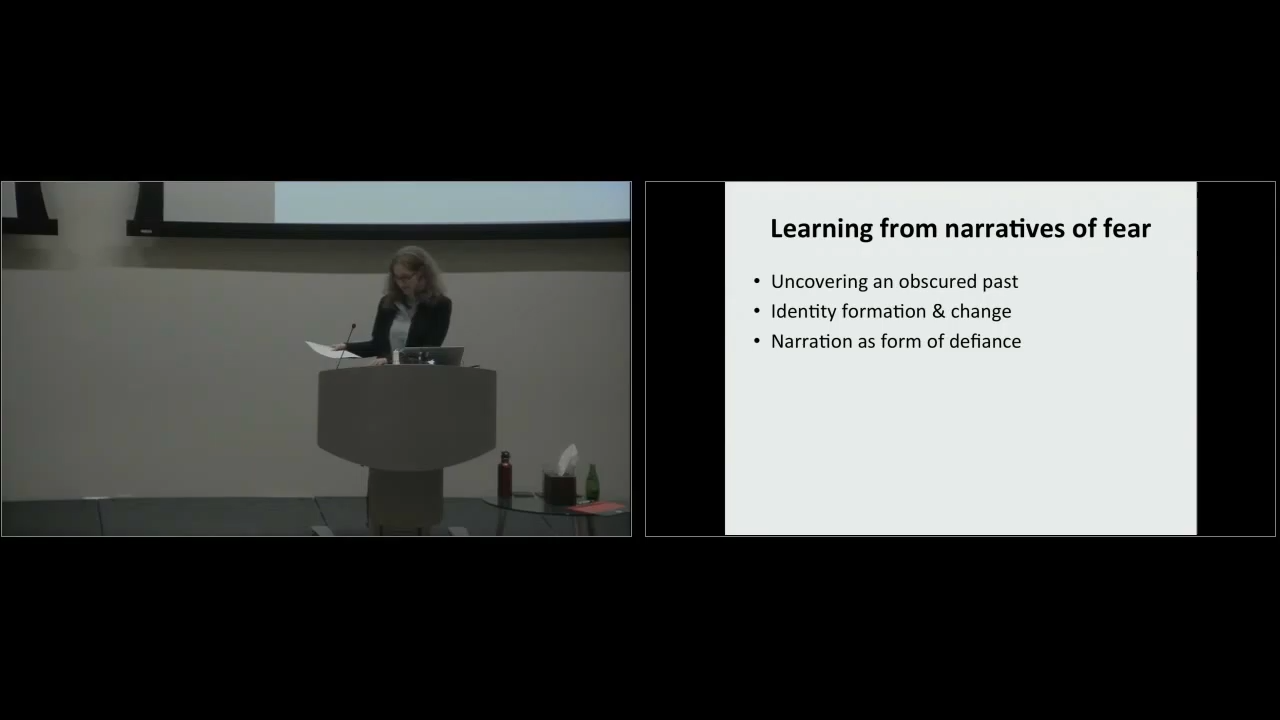 Learning from narratives of fear
• Uncovering an obscured past
• Identity formation & change
• Narration as form of defiance